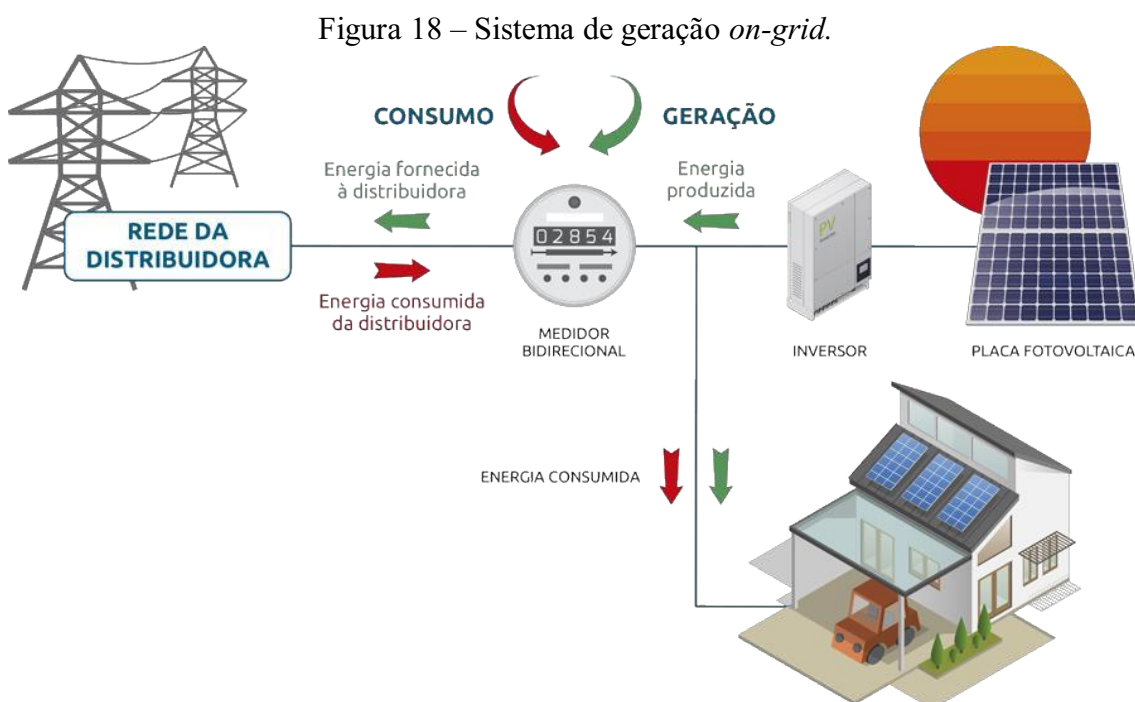 Figura 18 – Sistema de geração on-grid.
CONSUMO
GERAÇÃO
Energia fornecida
à distribuidora
Energia
produzida
REDE DA
DISTRIBUIDORA
02854
PV
Energia consumida
da distribuidora
MEDIDOR
BIDIRECIONAL
INVERSOR
PLACA FOTOVOLTAICA
ENERGIA CONSUMIDA